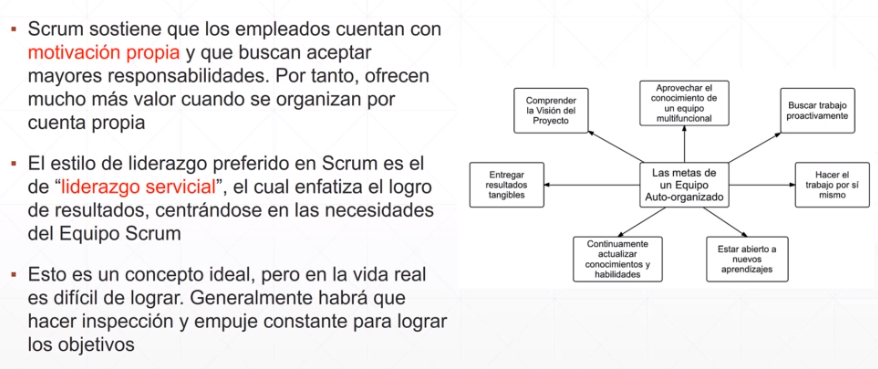 ▪ Scrum sostiene que los empleados cuentan con
motivación propia y que buscan aceptar
mayores responsabilidades. Por tanto, ofrecen
mucho más valor cuando se organizan por
cuenta propia
▪ El estilo de liderazgo preferido en Scrum es el
de “liderazgo servicial”, el cual enfatiza el logro
de resultados, centrándose en las necesidades
del Equipo Scrum
▪ Esto es un concepto ideal, pero en la vida real
es difícil de lograr. Generalmente habrá que
hacer inspección y empuje constante para lograr
los objetivos
Comprender
la Visión del
Proyecto
Aprovechar el
conocimiento de
un equipo
multifuncional
Buscar trabajo
proactivamente
Entregar
resultados
tangibles
Las metas de
un Equipo
Auto-organizado
Hacer el
trabajo por sí
mismo
Continuamente
actualizar
conocimientos y
habilidades
Estar abierto a
nuevos
aprendizajes